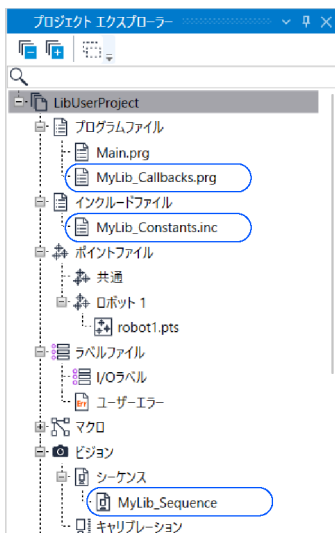 プロジェクト エクスプローラー
LibUserProject
プログラムファイル
Main.prg
MyLib_Callbacks.prg
インクルードファイル
MyLib_Constants.inc
ポイントファイル
共通
ロボット 1
robot1.pts
ラベルファイル
I/Oラベル
Err ユーザーエラー
マクロ
ビジョン
シーケンス
MyLib_Sequence
キャリブレーション